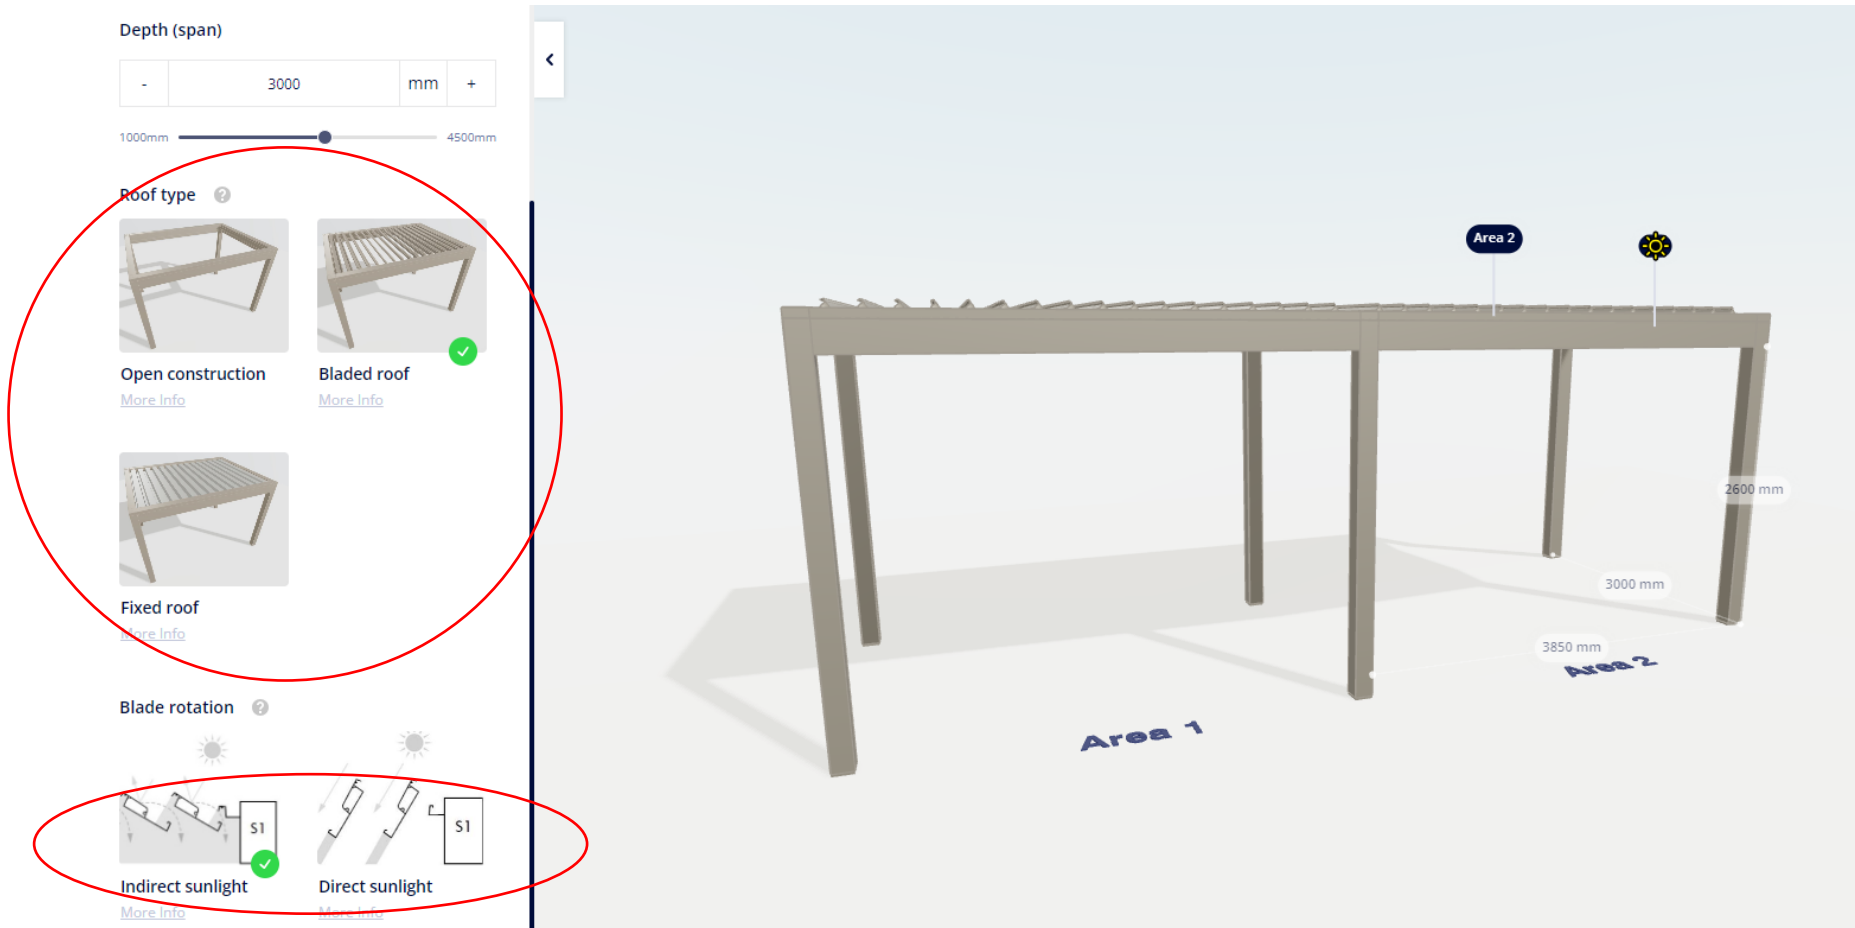 Depth (span)
- 3000 mm +
1000mm 4500mm
Roof type ?
Open construction Bladed roof
More Info More Info
Fixed roof
More Info
Blade rotation ?
S1 S1
Indirect sunlight Direct sunlight
More Info More Info
Area 2
2600 mm
3000 mm
3850 mm
Area 2
Area 1